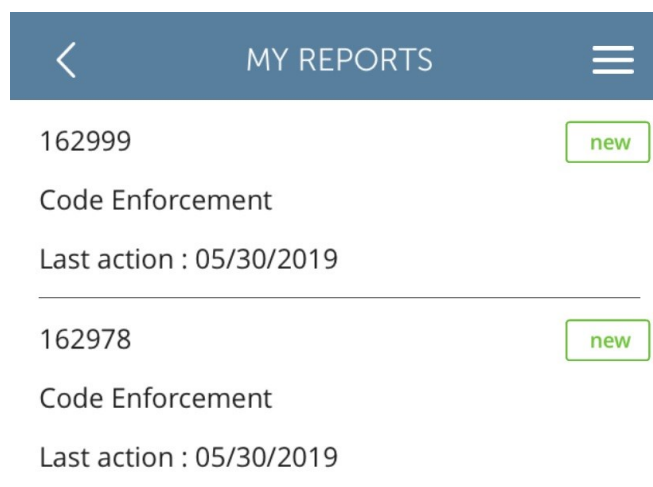 MY REPORTS
162999 new
Code Enforcement
Last action : 05/30/2019
162978 new
Code Enforcement
Last action : 05/30/2019